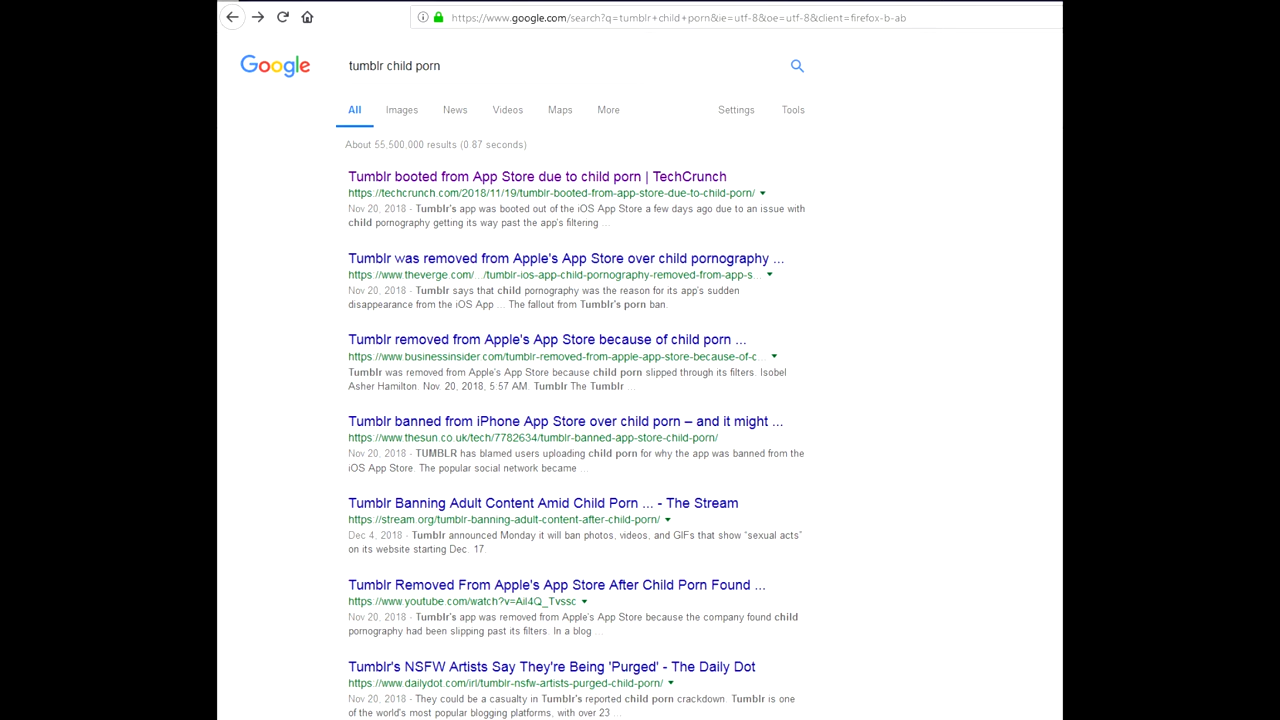 https://www.google.com/search?q=tumblr+child+porn&ie=utf-8&oe=utf-8&client=firefox-b-ab
Google
tumblr child porn
All Images News Videos Maps More Settings Tools
About 55,500,000 results (0.87 seconds)
Tumblr booted from App Store due to child porn | TechCrunch
https://techcrunch.com/2018/11/19/tumblr-booted-from-app-store-due-to-child-porn/
Nov 20, 2018 - Tumblr's app was booted out of the iOS App Store a few days ago due to an issue with
child pornography getting its way past the app's filtering ...
Tumblr was removed from Apple's App Store over child pornography ...
https://www.theverge.com/.../tumblr-ios-app-child-pornography-removed-from-app-s...
Nov 20, 2018 - Tumblr says that child pornography was the reason for its app's sudden
disappearance from the iOS App ... The fallout from Tumblr's porn ban.
Tumblr removed from Apple's App Store because of child porn ...
https://www.businessinsider.com/tumblr-removed-from-apple-app-store-because-of-c...
Tumblr was removed from Apple's App Store because child porn slipped through its filters. Isobel
Asher Hamilton. Nov. 20, 2018, 5:57 AM. Tumblr The Tumblr ...
Tumblr banned from iPhone App Store over child porn – and it might ...
https://www.thesun.co.uk/tech/7782634/tumblr-banned-app-store-child-porn/
Nov 20, 2018 - TUMBLR has blamed users uploading child porn for why the app was banned from the
iOS App Store. The popular social network became ...
Tumblr Banning Adult Content Amid Child Porn ... - The Stream
https://stream.org/tumblr-banning-adult-content-after-child-porn/
Dec 4, 2018 - Tumblr announced Monday it will ban photos, videos, and GIFs that show “sexual acts”
on its website starting Dec. 17.
Tumblr Removed From Apple's App Store After Child Porn Found ...
https://www.youtube.com/watch?v=Ail4Q_Tvssc
Nov 20, 2018 - Tumblr's app was removed from Apple's App Store because the company found child
pornography had been slipping past its filters. In a blog ...
Tumblr's NSFW Artists Say They're Being 'Purged' - The Daily Dot
https://www.dailydot.com/irl/tumblr-nsfw-artists-purged-child-porn/
Nov 20, 2018 - They could be a casualty in Tumblr's reported child porn crackdown. Tumblr is one
of the world's most popular blogging platforms, with over 23 ...